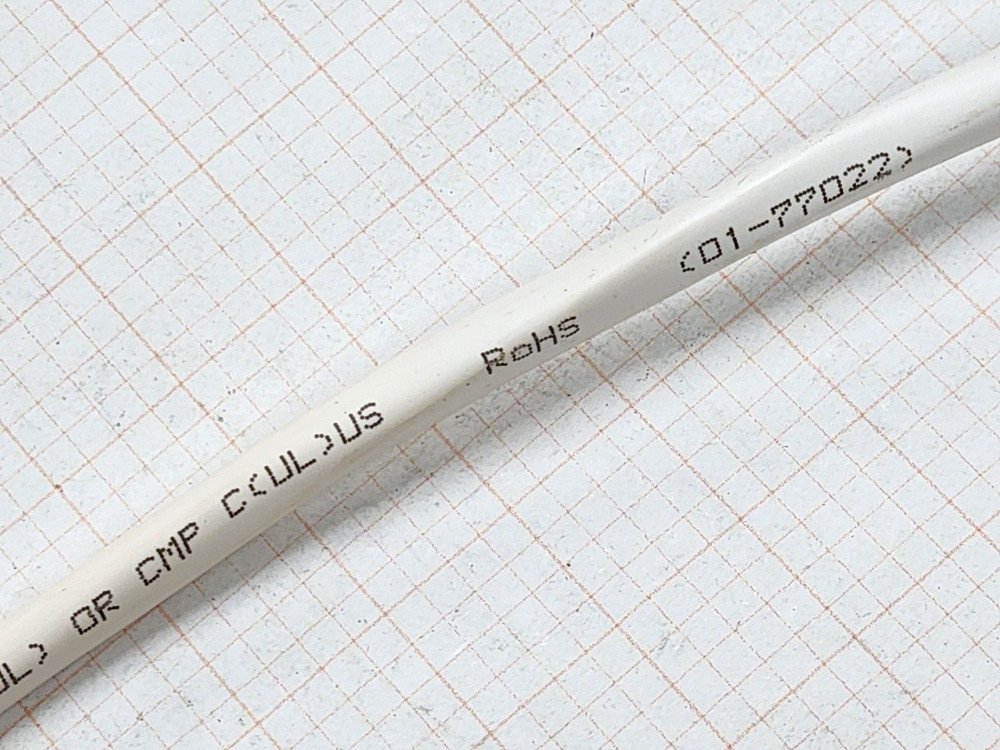 UL) OR CMP C(UL)US RoHS (01-77022)